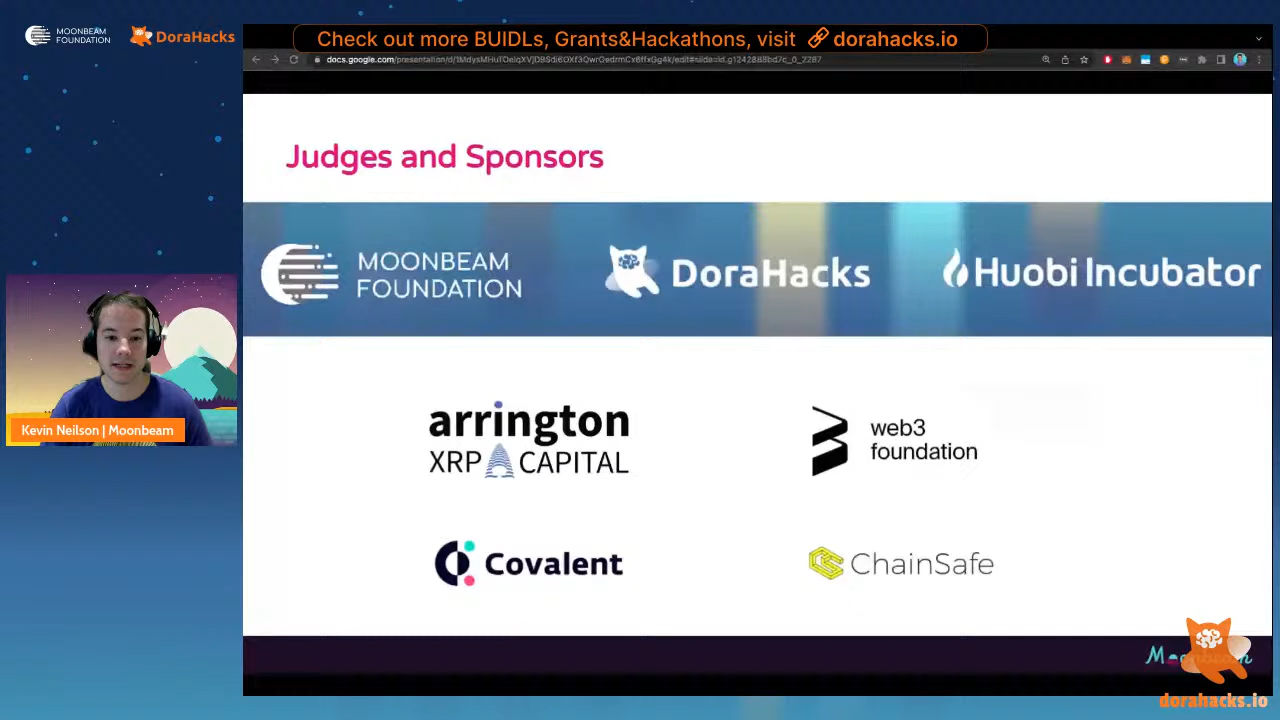 MOONBEAM
FOUNDATION
DoraHacks
Check out more BUIDLs, Grants&Hackathons, visit dorahacks.io
Judges and Sponsors
MOONBEAM
FOUNDATION
DoraHacks
Huobi Incubator
arrington
XRP CAPITAL
web3
foundation
Covalent
ChainSafe
Kevin Neilson | Moonbeam
dorahacks.io